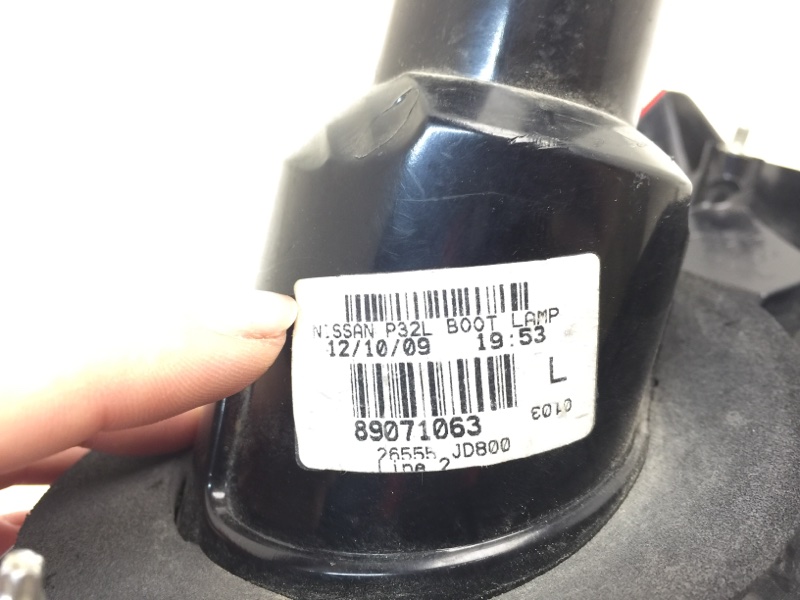 NISSAN P32L BOOT LAMP
12/10/09 19:53
L
0103
89071063
26555 JD800
Line 2